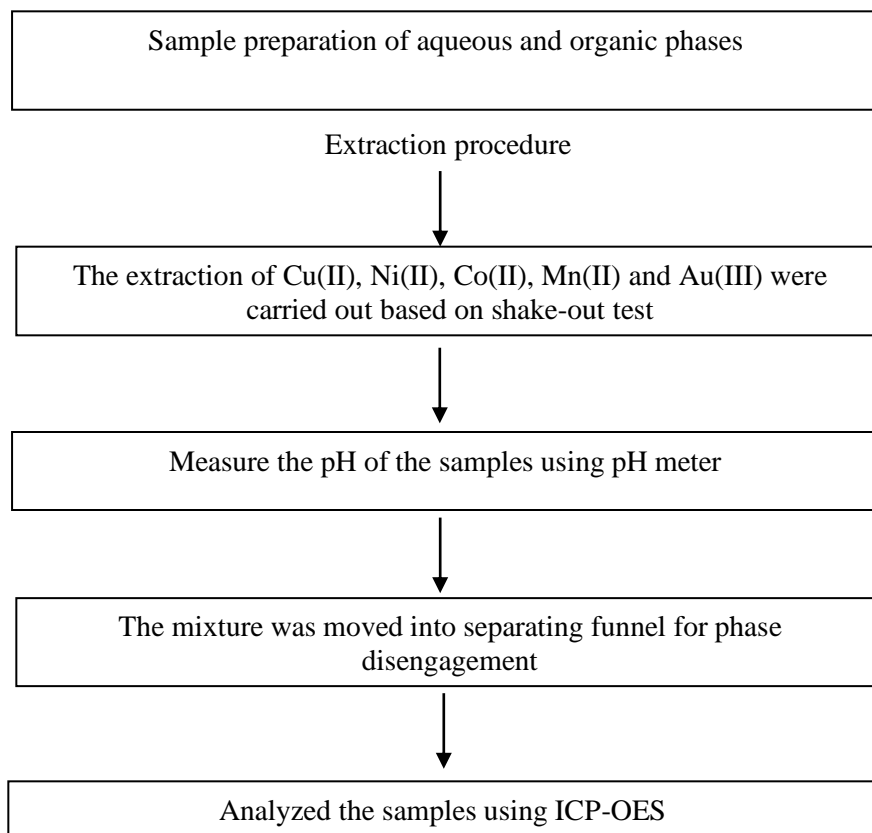 Sample preparation of aqueous and organic phases
Extraction procedure
The extraction of Cu(II), Ni(II), Co(II), Mn(II) and Au(III) were
carried out based on shake-out test
Measure the pH of the samples using pH meter
The mixture was moved into separating funnel for phase
disengagement
Analyzed the samples using ICP-OES